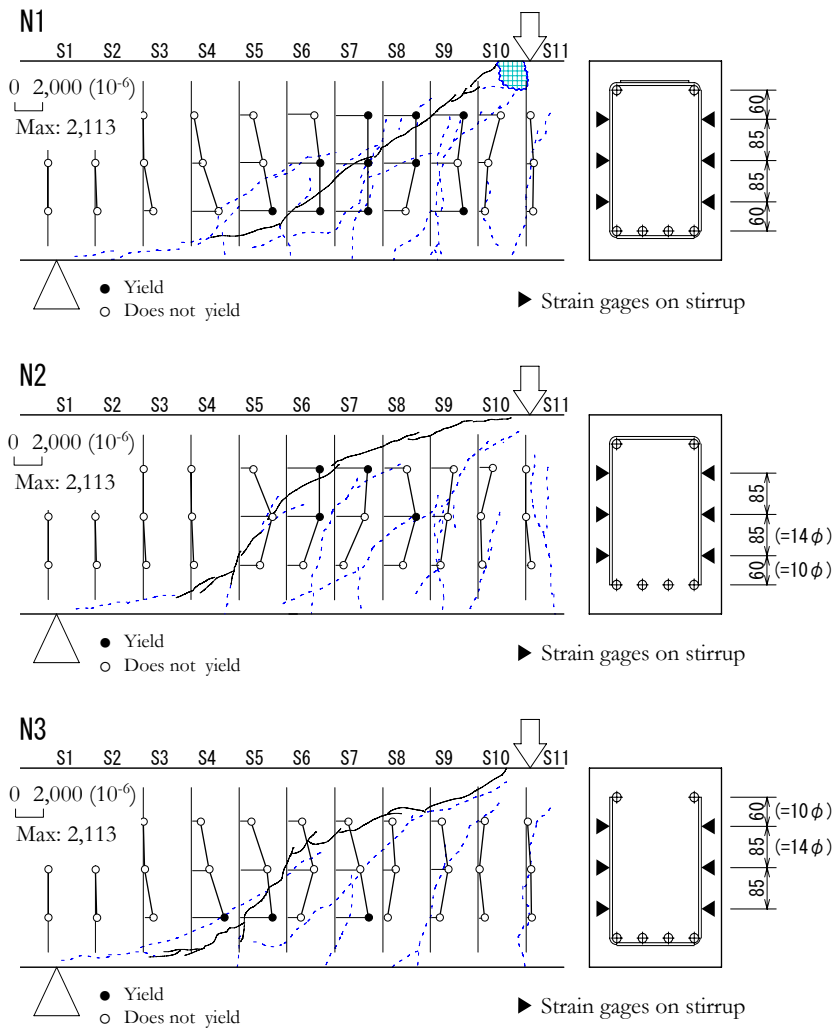 N1
S1 S2 S3 S4 S5 S6 S7 S8 S9 S10 S11
0 2,000 (10-6)
Max: 2,113
60
85
85
60
● Yield
○ Does not yield
▶ Strain gages on stirrup
N2
S1 S2 S3 S4 S5 S6 S7 S8 S9 S10 S11
0 2,000 (10-6)
Max: 2,113
85
85 (=14φ)
60 (=10φ)
● Yield
○ Does not yield
▶ Strain gages on stirrup
N3
S1 S2 S3 S4 S5 S6 S7 S8 S9 S10 S11
0 2,000 (10-6)
Max: 2,113
60 (=10φ)
85 (=14φ)
85
● Yield
○ Does not yield
▶ Strain gages on stirrup